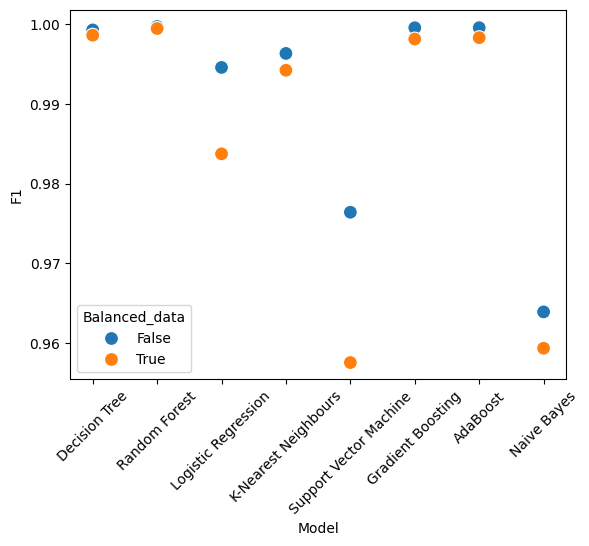 1.00
0.99
0.98
0.97
0.96
F1
Balanced_data
False
True
Decision Tree
Random Forest
Logistic Regression
K-Nearest Neighbours
Support Vector Machine
Gradient Boosting
AdaBoost
Naive Bayes
Model